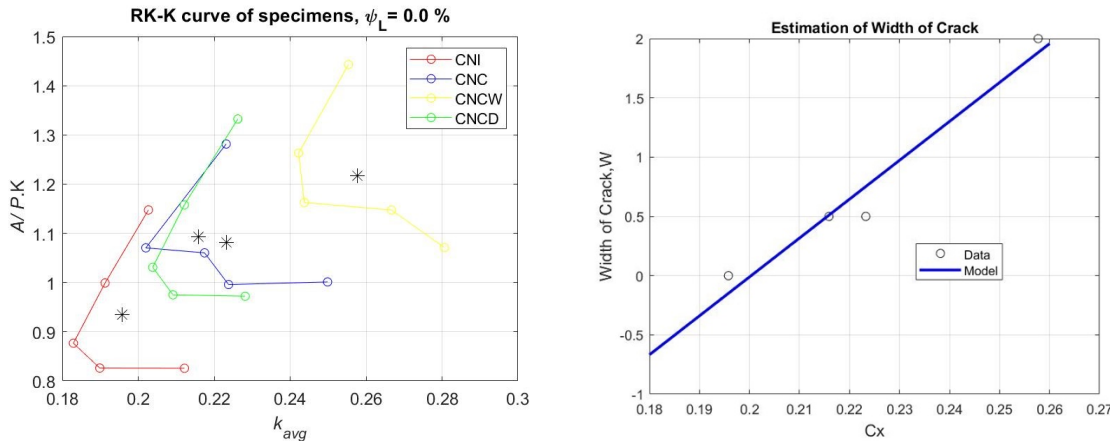 RK-K curve of specimens, ψL= 0.0 %
1.5
1.4
1.3
1.2
1.1
1
0.9
0.8
A/ P.K
0.18
0.2
0.22
0.24
0.26
0.28
0.3
kavg
CNI
CNC
CNCW
CNCD
Estimation of Width of Crack
2
1.5
1
0.5
0
-0.5
-1
Width of Crack,W
0.18
0.19
0.2
0.21
0.22
0.23
0.24
0.25
0.26
0.27
Cx
Data
Model